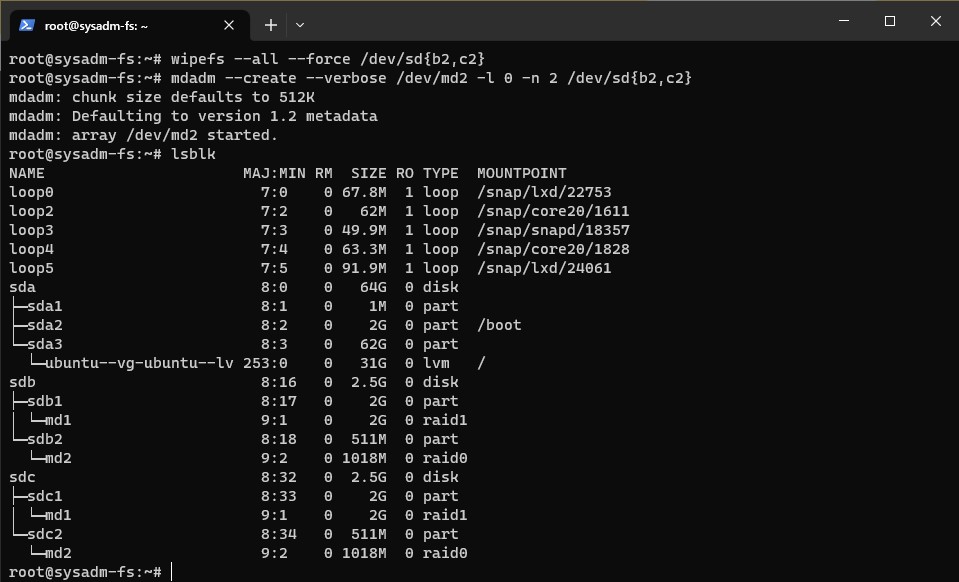 root@sysadm-fs: ~
root@sysadm-fs:~# wipefs --all --force /dev/sd{b2,c2}
root@sysadm-fs:~# mdadm --create --verbose /dev/md2 -l 0 -n 2 /dev/sd{b2,c2}
mdadm: chunk size defaults to 512K
mdadm: Defaulting to version 1.2 metadata
mdadm: array /dev/md2 started.
root@sysadm-fs:~# lsblk
NAME                      MAJ:MIN RM   SIZE RO TYPE  MOUNTPOINT
loop0                       7:0    0 67.8M  1 loop  /snap/lxd/22753
loop2                       7:2    0   62M  1 loop  /snap/core20/1611
loop3                       7:3    0 49.9M  1 loop  /snap/snapd/18357
loop4                       7:4    0 63.3M  1 loop  /snap/core20/1828
loop5                       7:5    0 91.9M  1 loop  /snap/lxd/24061
sda                         8:0    0   64G  0 disk
├─sda1                      8:1    0    1M  0 part
├─sda2                      8:2    0    2G  0 part  /boot
└─sda3                      8:3    0   62G  0 part
  └─ubuntu--vg-ubuntu--lv 253:0    0   31G  0 lvm   /
sdb                         8:16   0  2.5G  0 disk
├─sdb1                      8:17   0    2G  0 part
│ └─md1                     9:1    0    2G  0 raid1
└─sdb2                      8:18   0  511M  0 part
  └─md2                     9:2    0 1018M  0 raid0
sdc                         8:32   0  2.5G  0 disk
├─sdc1                      8:33   0    2G  0 part
│ └─md1                     9:1    0    2G  0 raid1
└─sdc2                      8:34   0  511M  0 part
  └─md2                     9:2    0 1018M  0 raid0
root@sysadm-fs:~#